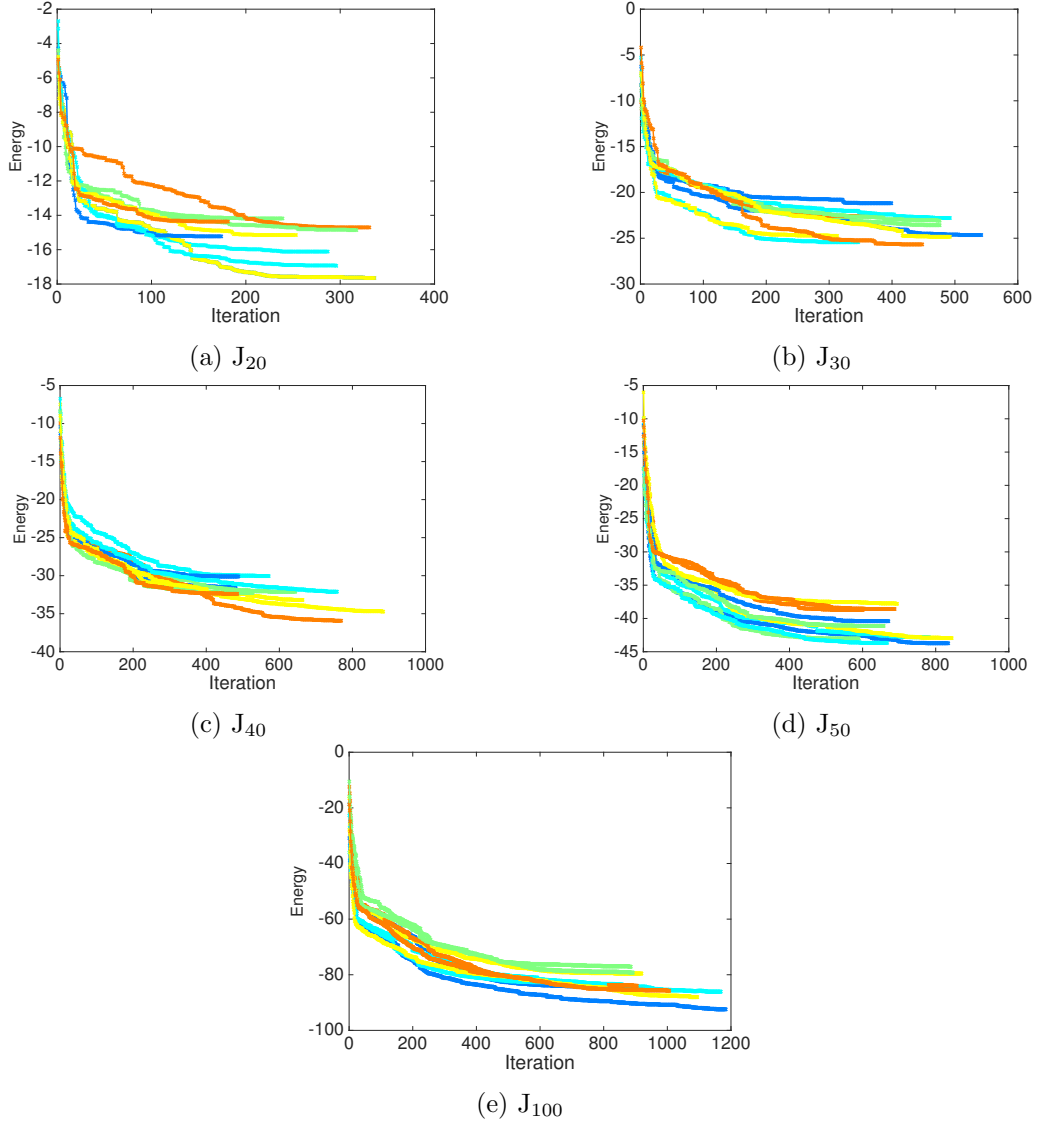 -2
-4
-6
-8
-10
-12
-14
-16
-18
Energy
0 100 200 300 400
Iteration
(a) J20
0
-5
-10
-15
-20
-25
-30
Energy
0 100 200 300 400 500 600
Iteration
(b) J30
-5
-10
-15
-20
-25
-30
-35
-40
Energy
0 200 400 600 800 1000
Iteration
(c) J40
-5
-10
-15
-20
-25
-30
-35
-40
-45
Energy
0 200 400 600 800 1000
Iteration
(d) J50
0
-20
-40
-60
-80
-100
Energy
0 200 400 600 800 1000 1200
Iteration
(e) J100